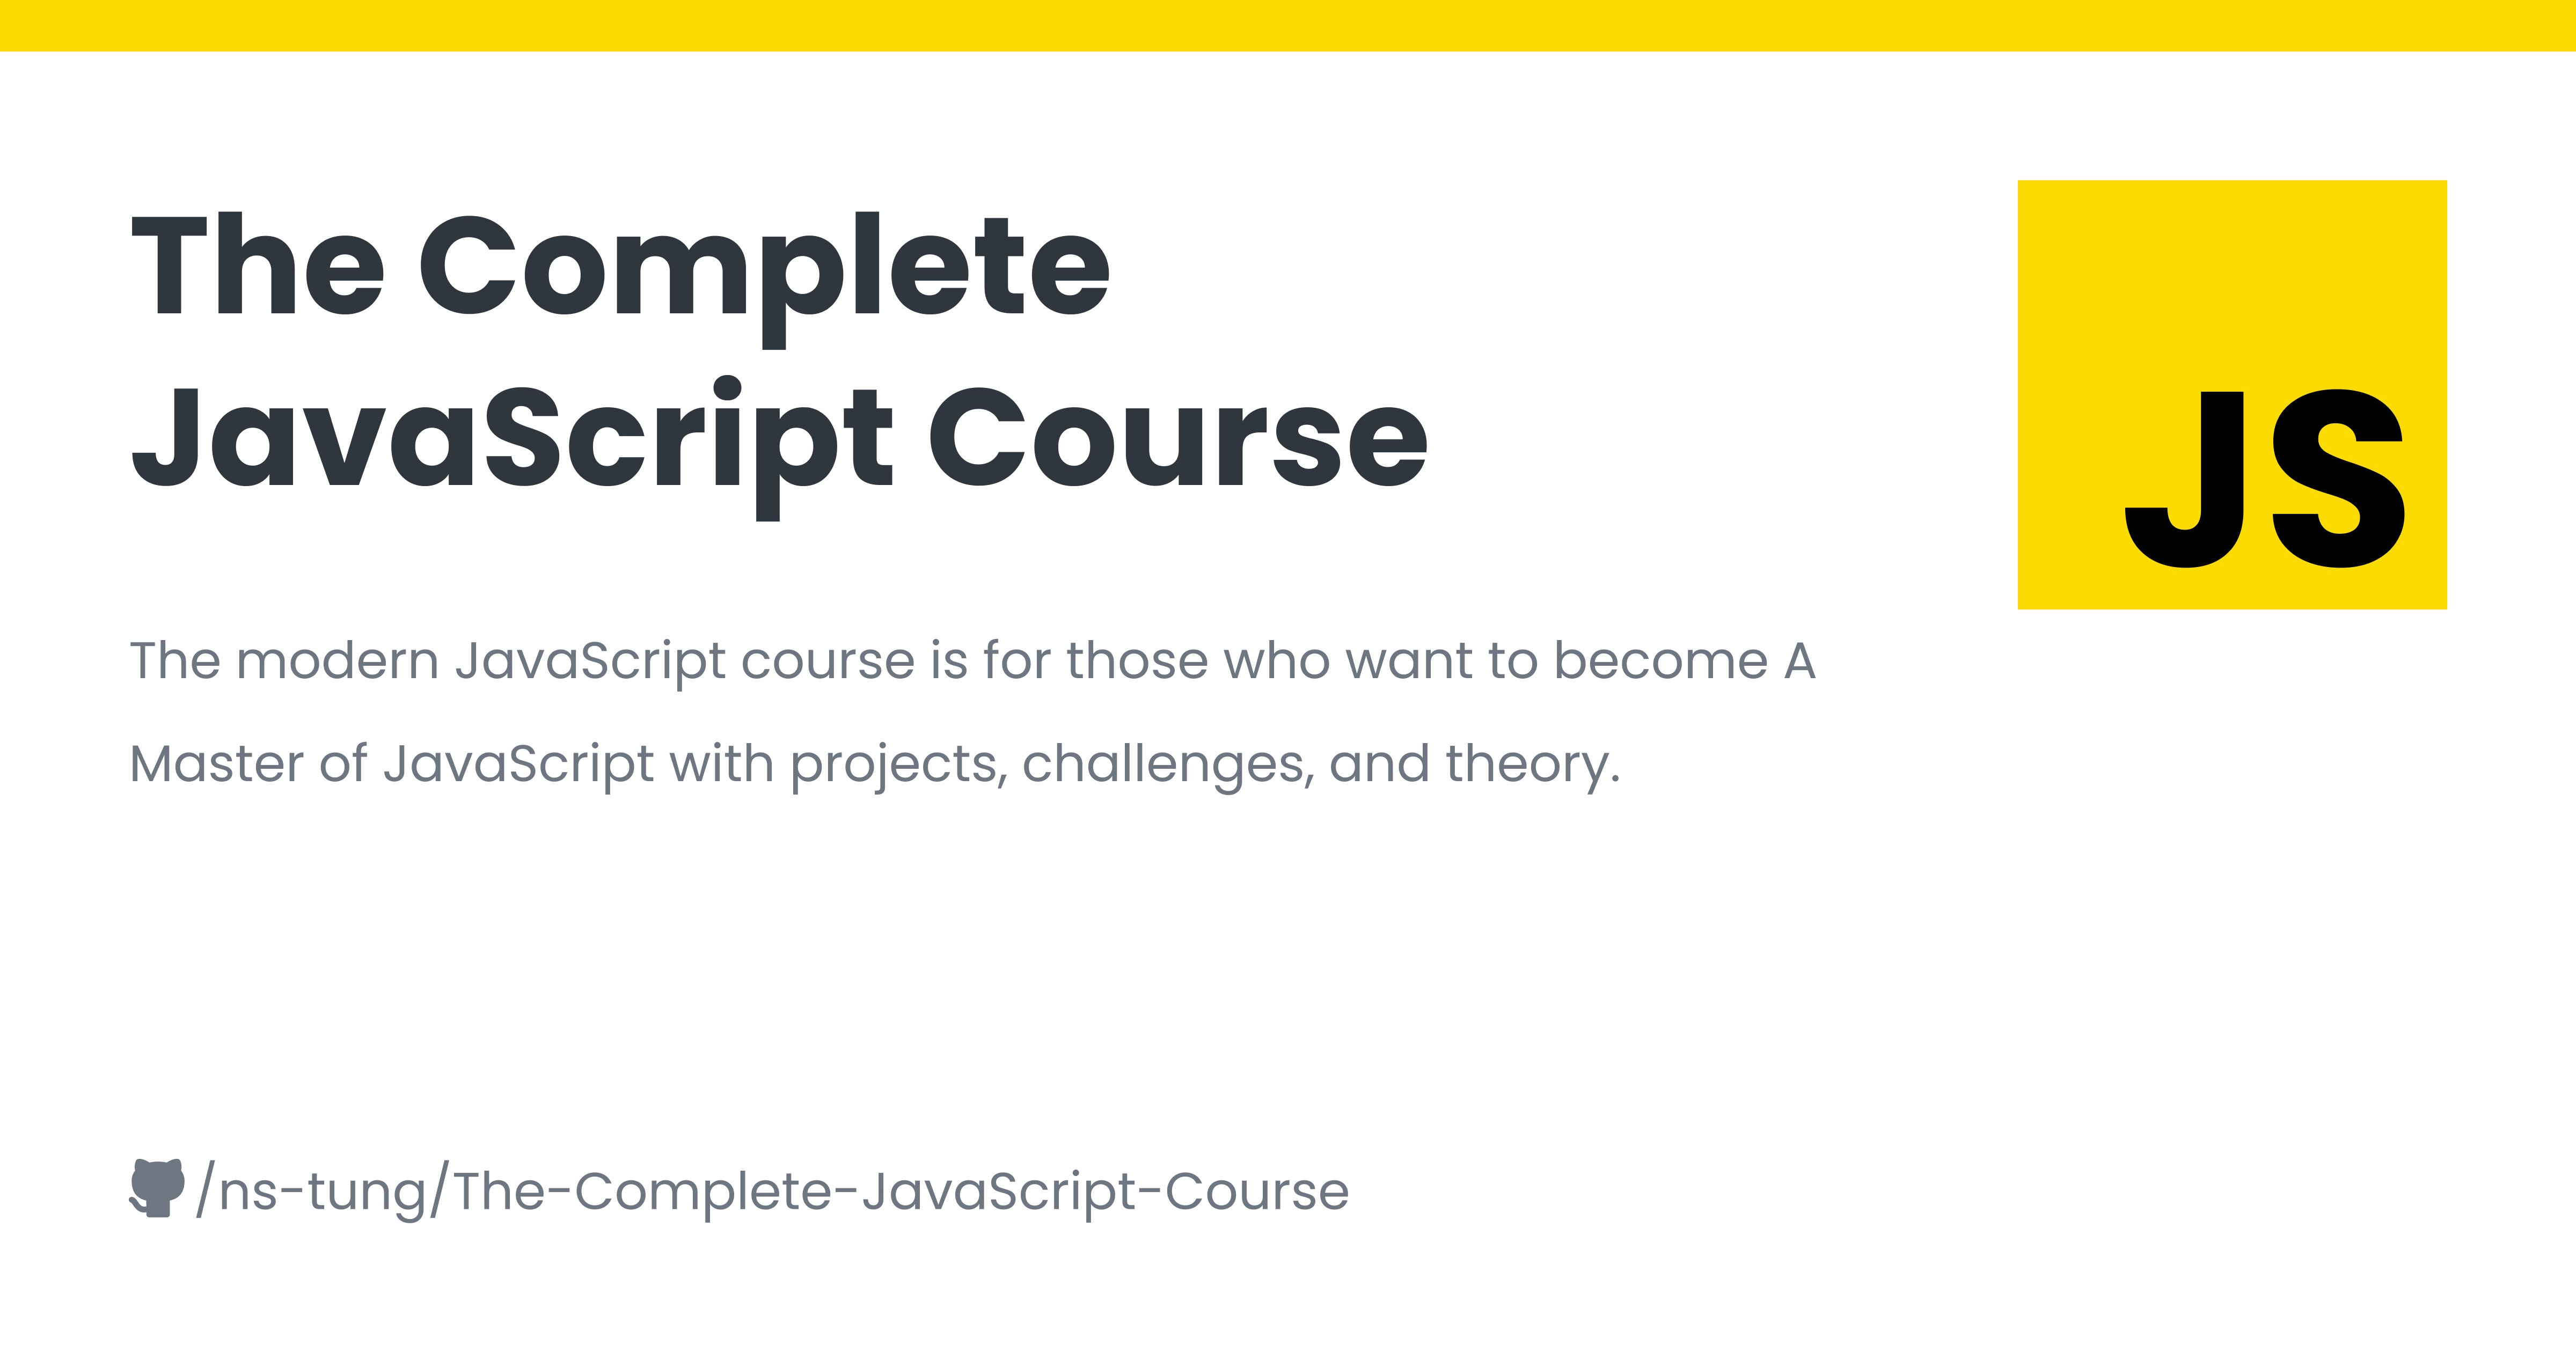 The Complete
JavaScript Course
JS
The modern JavaScript course is for those who want to become A
Master of JavaScript with projects, challenges, and theory.
/ns-tung/The-Complete-JavaScript-Course